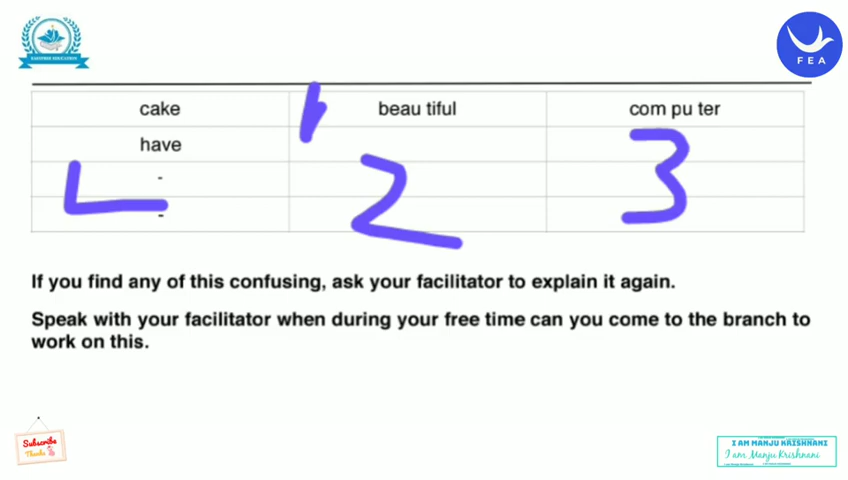 FEA
cake beau tiful com pu ter
have
2 3
If you find any of this confusing, ask your facilitator to explain it again.
Speak with your facilitator when during your free time can you come to the branch to
work on this.
Subscribe
Thanks
I AM MANJU KRISHNANI
I am Manju Krishnani